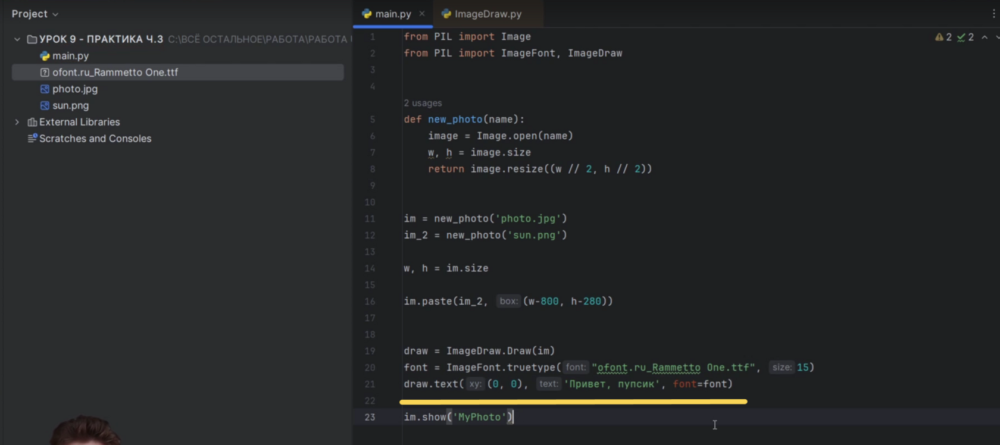 Project
УРОК 9 - ПРАКТИКА Ч.3 C:\ВСЁ ОСТАЛЬНОЕ\РАБОТА\РАБОТА
main.py
ofont.ru_Rammetto One.ttf
photo.jpg
sun.png
External Libraries
Scratches and Consoles
main.py ImageDraw.py
2 2
1 from PIL import Image
2 from PIL import ImageFont, ImageDraw
3
4
2 usages
5 def new_photo(name):
6 image = Image.open(name)
7 w, h = image.size
8 return image.resize((w // 2, h // 2))
9
10
11 im = new_photo('photo.jpg')
12 im_2 = new_photo('sun.png')
13
14 w, h = im.size
15
16 im.paste(im_2, box: (w-800, h-280))
17
18
19 draw = ImageDraw.Draw(im)
20 font = ImageFont.truetype( font: "ofont.ru_Rammetto One.ttf", size: 15)
21 draw.text( xy: (0, 0), text: 'Привет, пупсик', font=font)
22
23 im.show('MyPhoto')